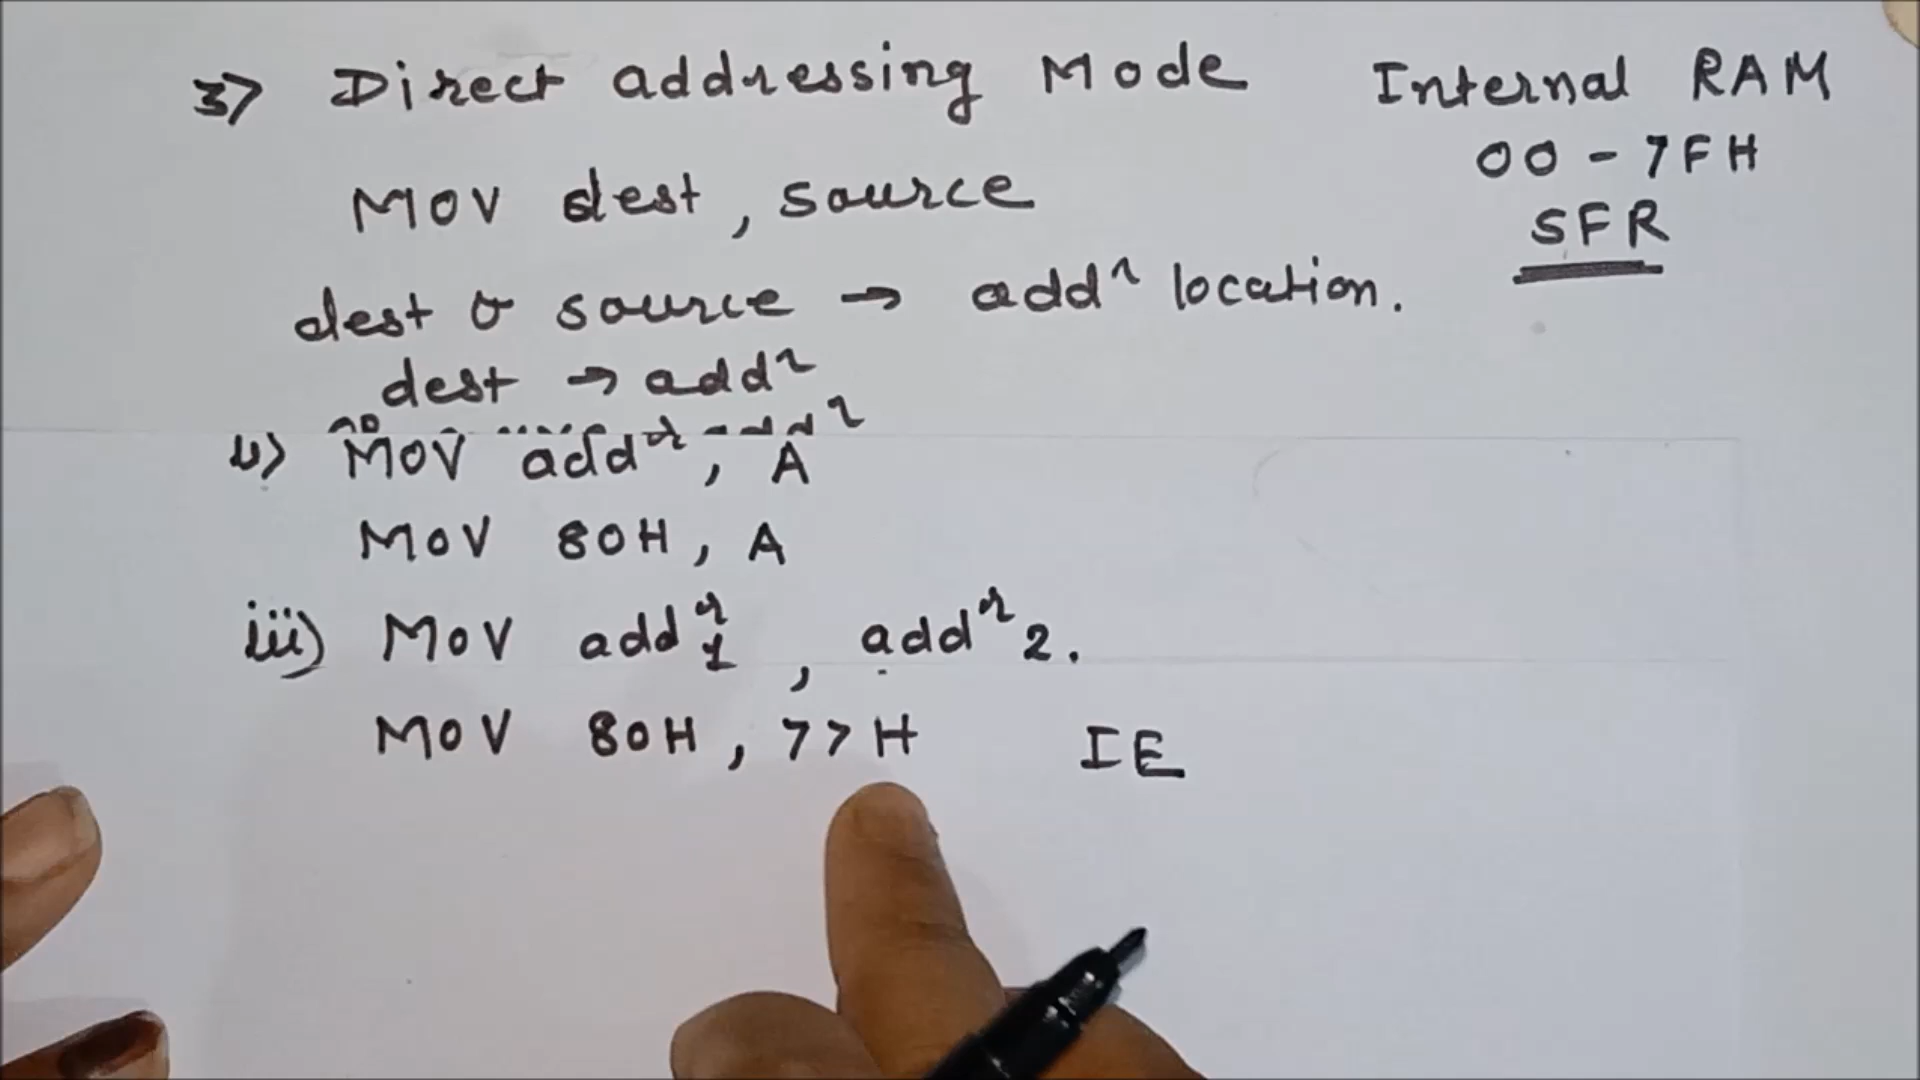 3) Direct addressing Mode
Internal RAM
00 - 7FH
SFR
MOV dest, source
dest or source → addr location.
dest → addr
ii) MOV addr, A
MOV 80H, A
iii) MOV addr1, addr2.
MOV 80H, 77H IE